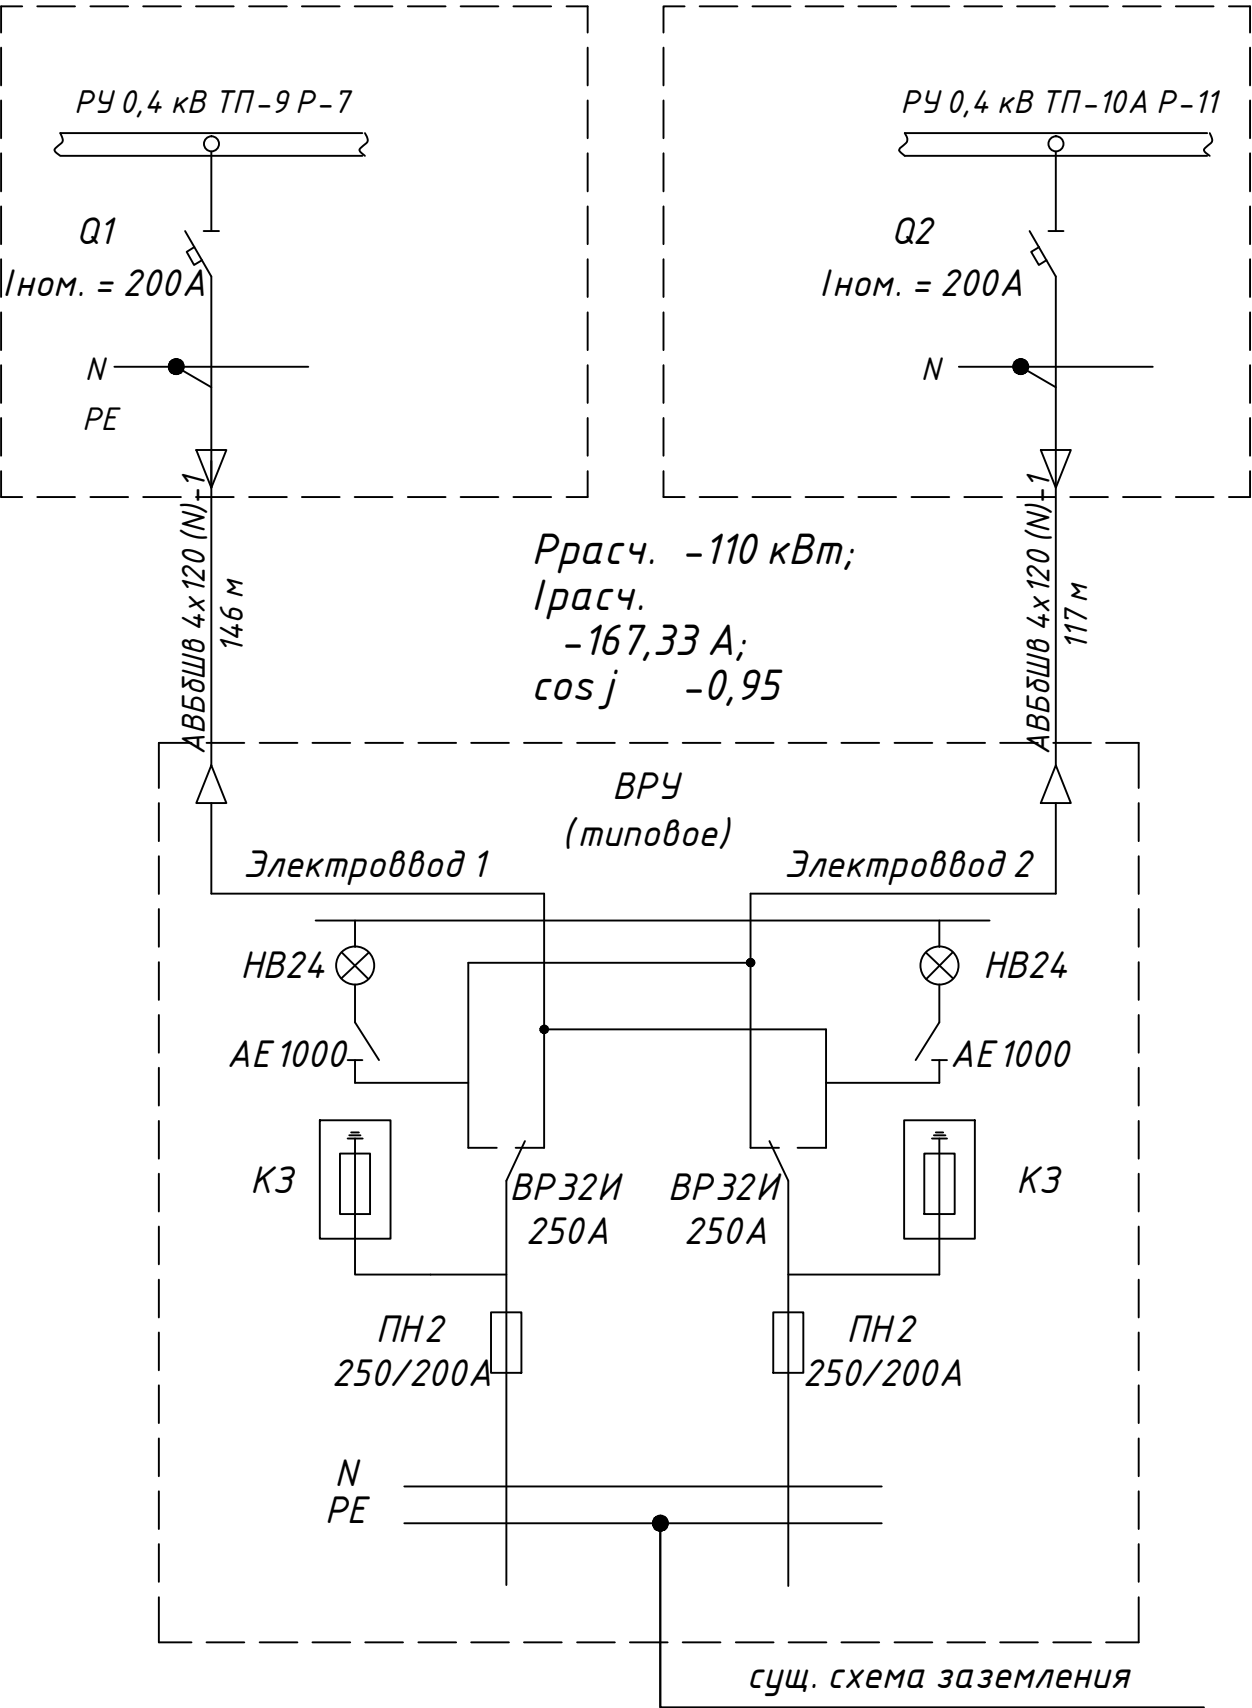 РУ 0,4 кВ ТП-9 Р-7
РУ 0,4 кВ ТП-10А Р-11
Q1
Iном. = 200А
Q2
Iном. = 200А
N
PE
N
АВБбШв 4х120 (N)-1
146 м
АВБбШв 4х120 (N)-1
117 м
Ррасч. -110 кВт;
Iрасч.
-167,33 А;
cos j -0,95
ВРУ
(типовое)
Электроввод 1
Электроввод 2
НВ24
НВ24
АЕ1000
АЕ1000
КЗ
КЗ
ВР32И
250А
ВР32И
250А
ПН2
250/200А
ПН2
250/200А
N
PE
сущ. схема заземления